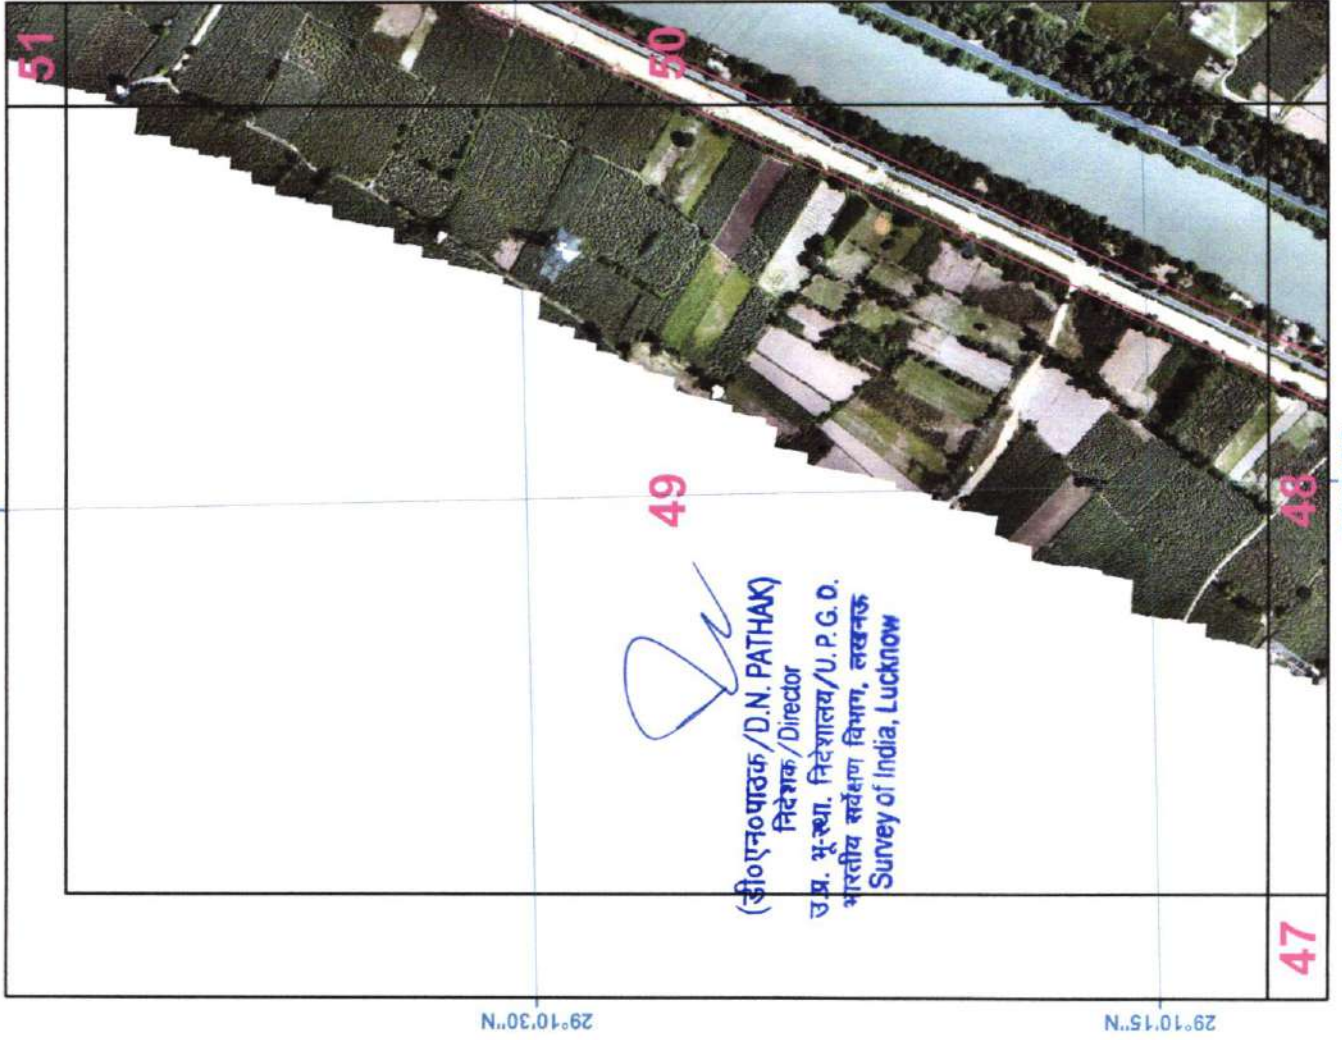 51
50
49
48
47
(डी०एन०पाठक/D.N. PATHAK)
निदेशक/Director
उ.प्र. भू-स्था. निदेशालय/U.P.G.D.
भारतीय सर्वेक्षण विभाग, लखनऊ
Survey of India, Lucknow
29°10'30"N
29°10'15"N